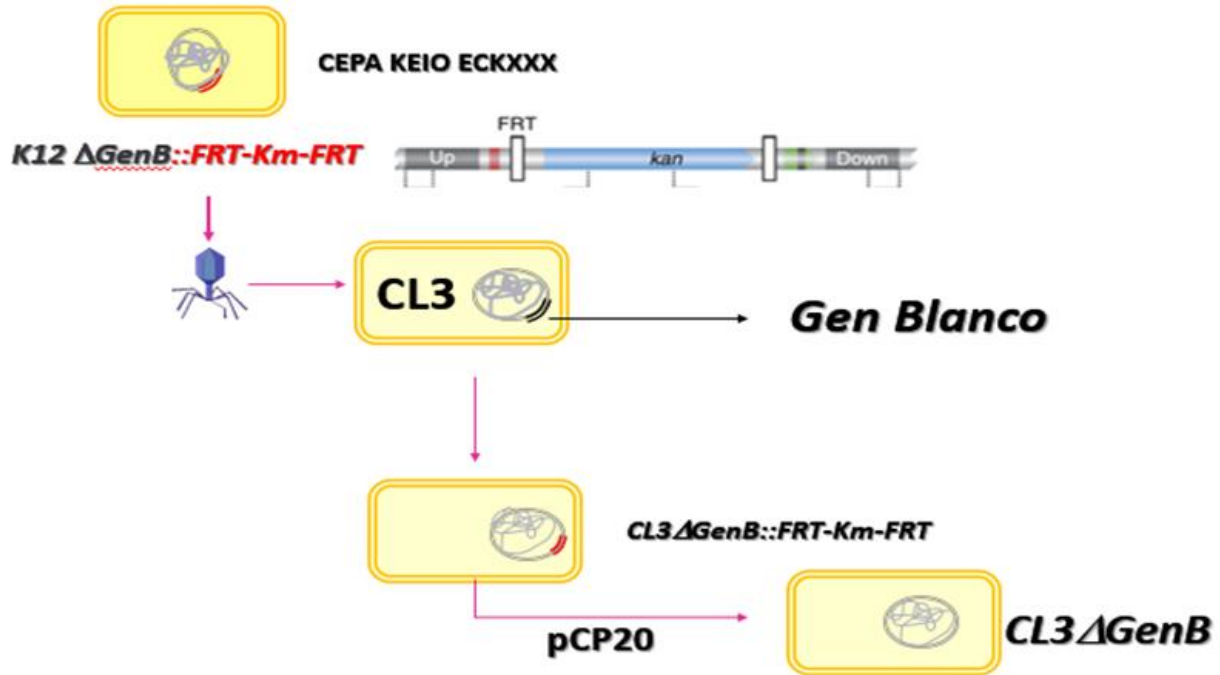 CEPA KEIO ECKXXX
K12 ΔGenB::FRT-Km-FRT
FRT
Up
kan
Down
CL3
Gen Blanco
CL3ΔGenB::FRT-Km-FRT
pCP20
CL3ΔGenB